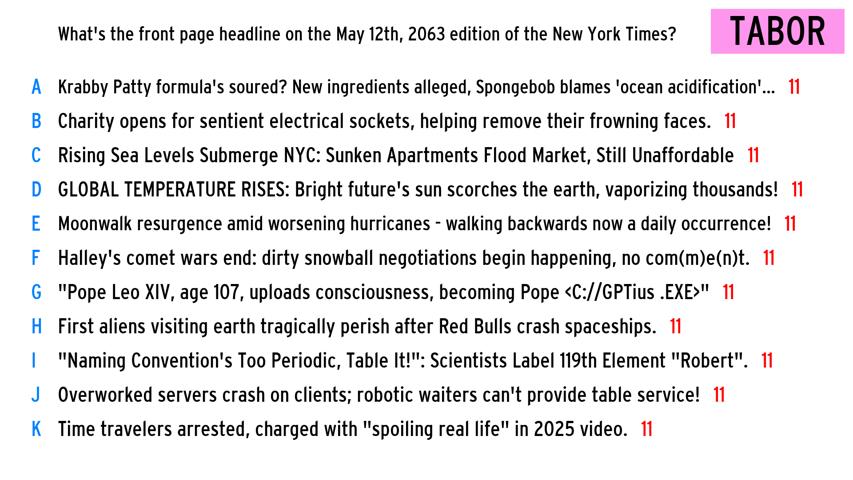 What's the front page headline on the May 12th, 2063 edition of the New York Times?
TABOR
A Krabby Patty formula's soured? New ingredients alleged, Spongebob blames 'ocean acidification'... 11
B Charity opens for sentient electrical sockets, helping remove their frowning faces. 11
C Rising Sea Levels Submerge NYC: Sunken Apartments Flood Market, Still Unaffordable 11
D GLOBAL TEMPERATURE RISES: Bright future's sun scorches the earth, vaporizing thousands! 11
E Moonwalk resurgence amid worsening hurricanes - walking backwards now a daily occurrence! 11
F Halley's comet wars end: dirty snowball negotiations begin happening, no com(m)e(n)t. 11
G "Pope Leo XIV, age 107, uploads consciousness, becoming Pope <C://GPTius .EXE>" 11
H First aliens visiting earth tragically perish after Red Bulls crash spaceships. 11
I "Naming Convention's Too Periodic, Table It!": Scientists Label 119th Element "Robert". 11
J Overworked servers crash on clients; robotic waiters can't provide table service! 11
K Time travelers arrested, charged with "spoiling real life" in 2025 video. 11